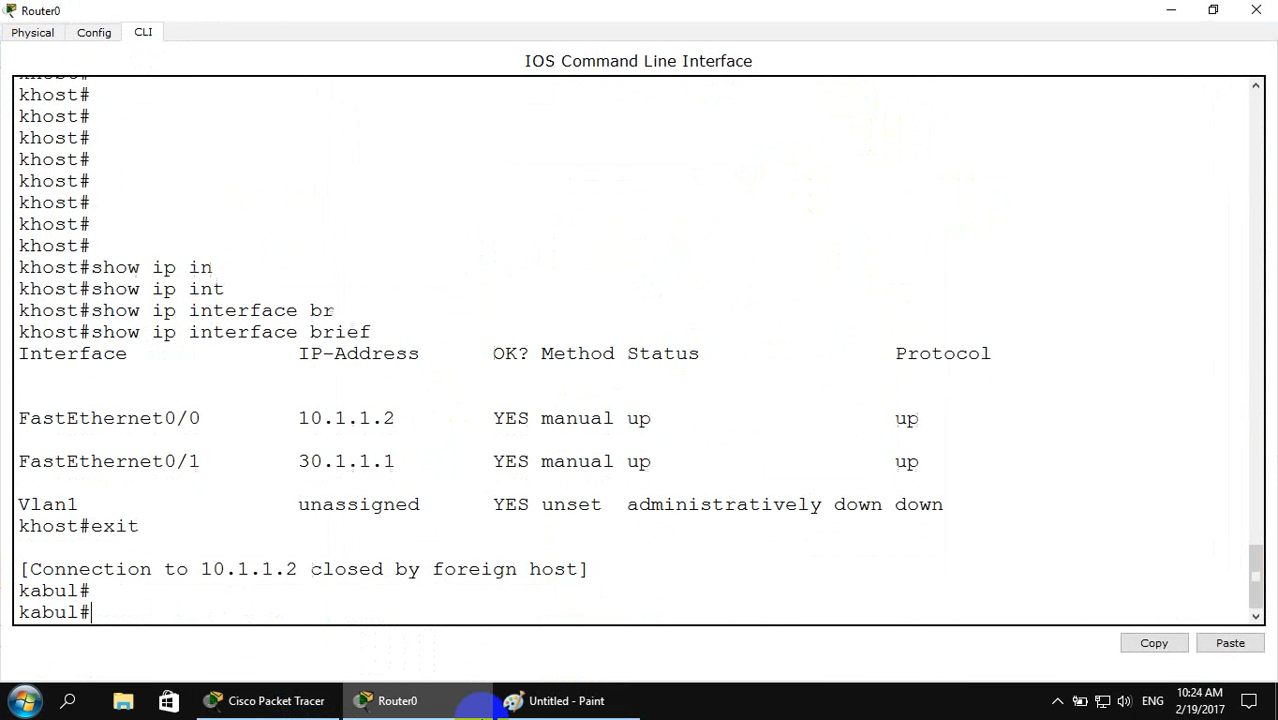 Router0
Physical Config CLI
IOS Command Line Interface
khost#
khost#
khost#
khost#
khost#
khost#
khost#
khost#
khost#show ip in
khost#show ip int
khost#show ip interface br
khost#show ip interface brief
Interface IP-Address OK? Method Status Protocol
FastEthernet0/0 10.1.1.2 YES manual up up
FastEthernet0/1 30.1.1.1 YES manual up up
Vlan1 unassigned YES unset administratively down down
khost#exit
[Connection to 10.1.1.2 closed by foreign host]
kabul#
kabul#
Copy Paste
Cisco Packet Tracer Router0 Untitled - Paint ENG 10:24 AM
2/19/2017